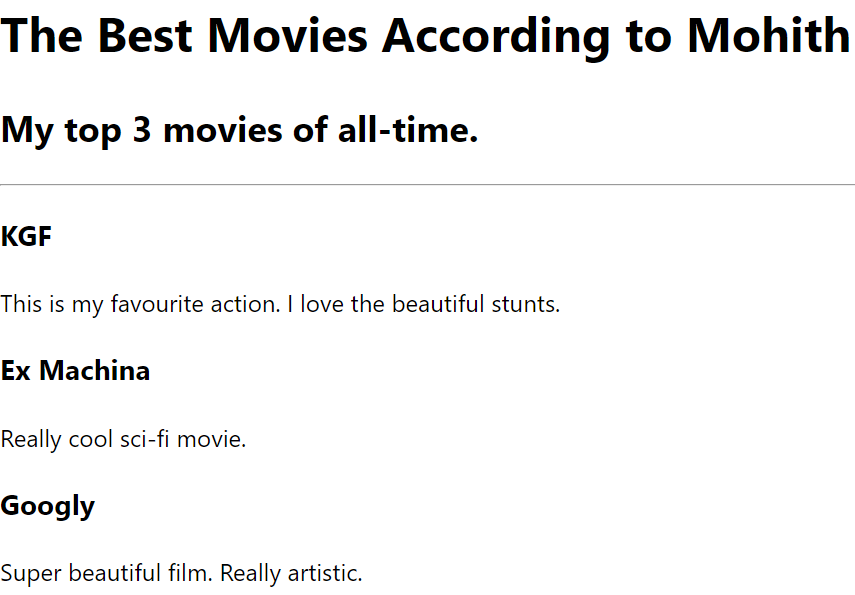 The Best Movies According to Mohith
My top 3 movies of all-time.
KGF
This is my favourite action. I love the beautiful stunts.
Ex Machina
Really cool sci-fi movie.
Googly
Super beautiful film. Really artistic.